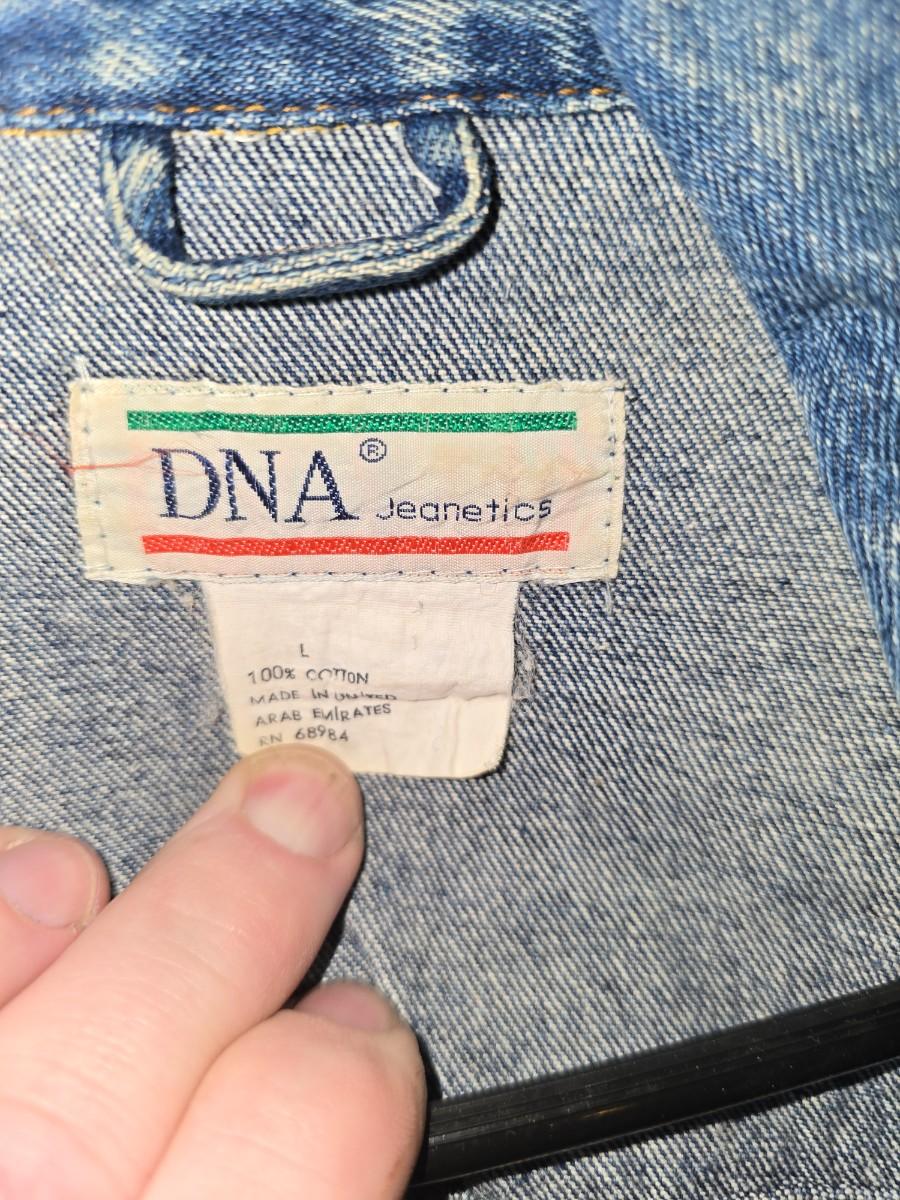 DNA® Jeanetics
L
100% COTTON
MADE IN UNITED
ARAB EMIRATES
RN 68984